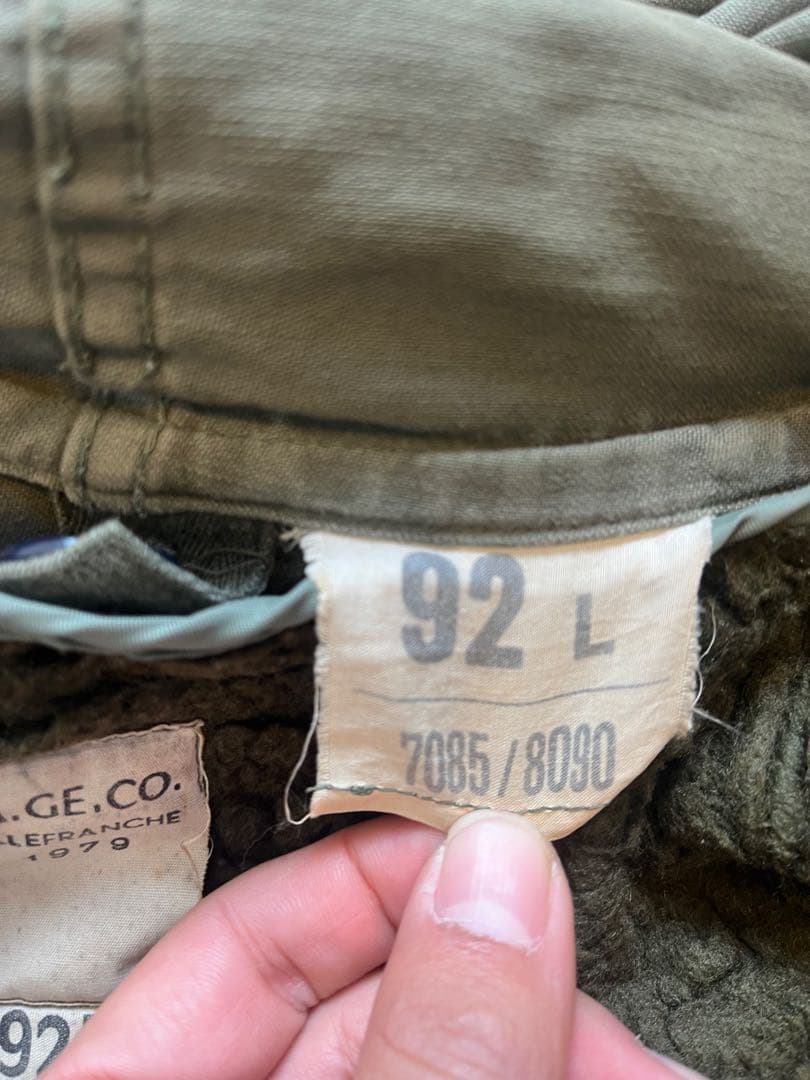 92 L
7085/8090
.GE.CO.
LEFRANCHE
1979
92